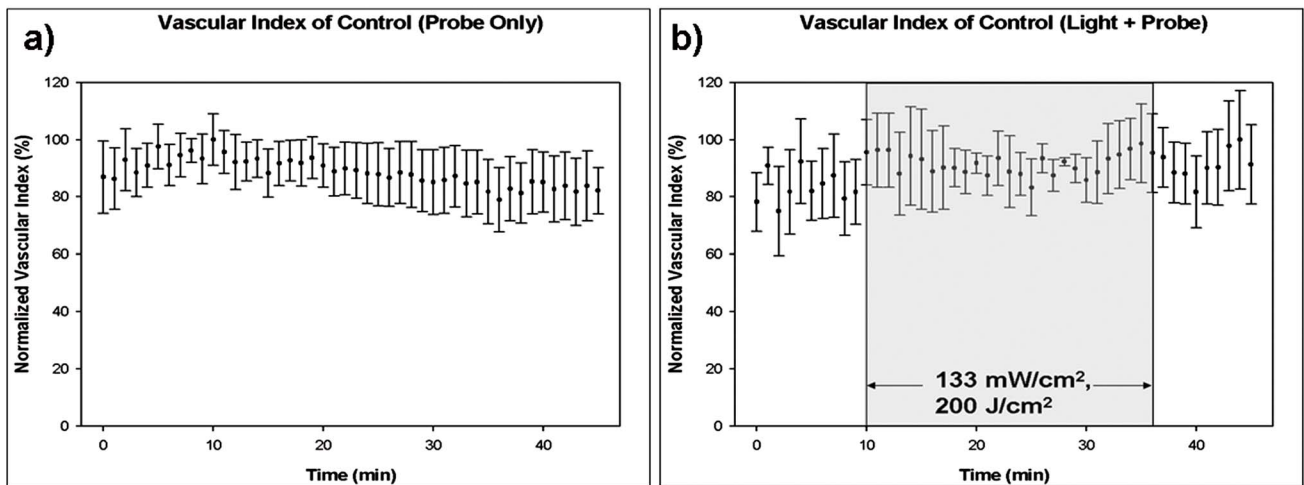 a)
Vascular Index of Control (Probe Only)
Normalized Vascular Index (%)
120
100
80
60
40
20
0
0 10 20 30 40
Time (min)
b)
Vascular Index of Control (Light + Probe)
Normalized Vascular Index (%)
120
100
80
60
40
20
0
133 mW/cm²,
200 J/cm²
0 10 20 30 40
Time (min)